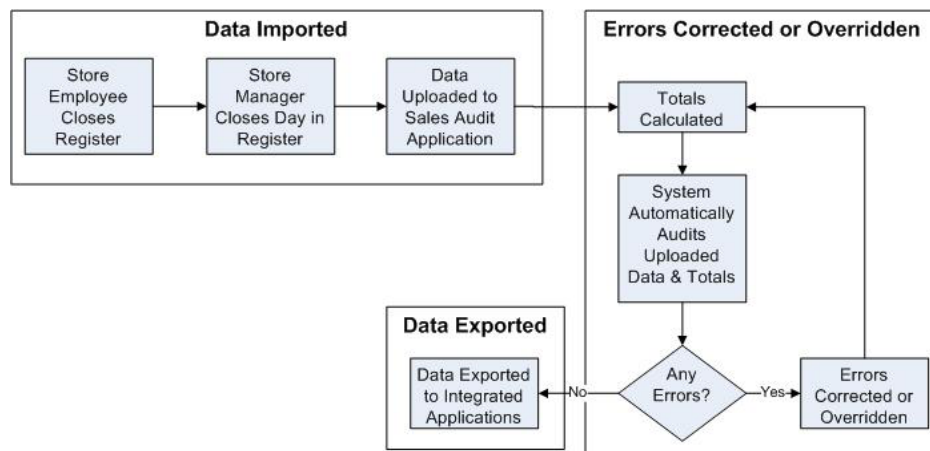 Data Imported
Store
Employee
Closes
Register
Store
Manager
Closes Day in
Register
Data
Uploaded to
Sales Audit
Application
Errors Corrected or Overridden
Totals
Calculated
System
Automatically
Audits
Uploaded
Data & Totals
Any
Errors?
Yes
Errors
Corrected or
Overridden
No
Data Exported
Data Exported
to Integrated
Applications